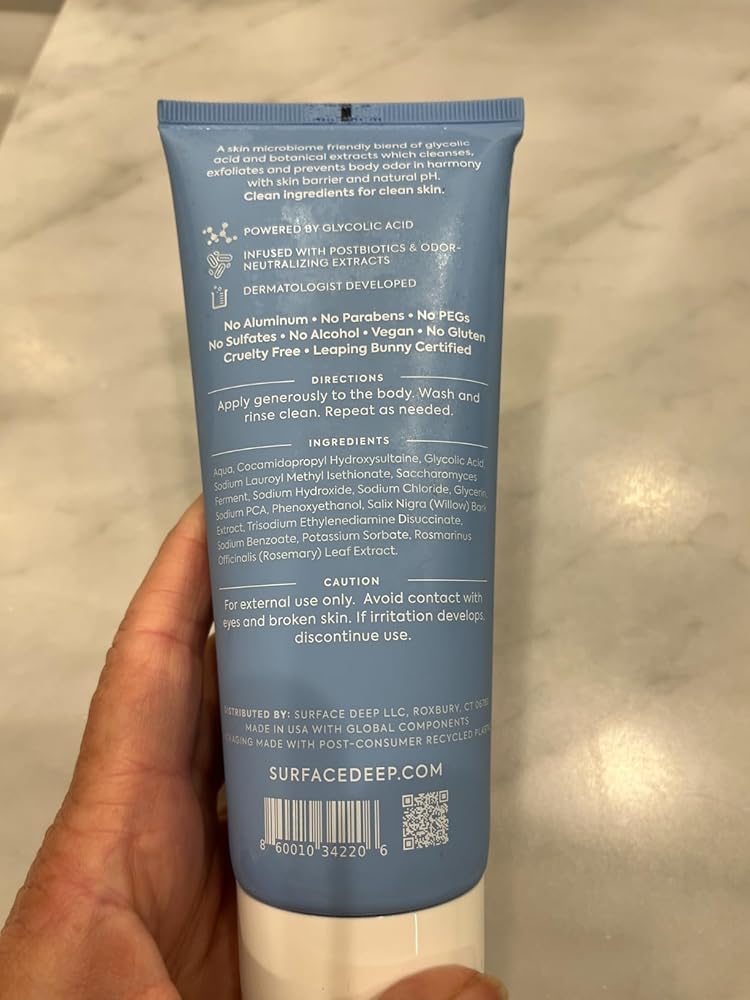 A skin microbiome friendly blend of glycolic
acid and botanical extracts which cleanses,
exfoliates and prevents body odor in harmony
with skin barrier and natural pH.
Clean ingredients for clean skin.
POWERED BY GLYCOLIC ACID
INFUSED WITH POSTBIOTICS & ODOR-
NEUTRALIZING EXTRACTS
DERMATOLOGIST DEVELOPED
No Aluminum • No Parabens • No PEGs
No Sulfates • No Alcohol • Vegan • No Gluten
Cruelty Free • Leaping Bunny Certified
DIRECTIONS
Apply generously to the body. Wash and
rinse clean. Repeat as needed.
INGREDIENTS
Aqua, Cocamidopropyl Hydroxysultaine, Glycolic Acid,
Sodium Lauroyl Methyl Isethionate, Saccharomyces
Ferment, Sodium Hydroxide, Sodium Chloride, Glycerin,
Sodium PCA, Phenoxyethanol, Salix Nigra (Willow) Bark
Extract, Trisodium Ethylenediamine Disuccinate,
Sodium Benzoate, Potassium Sorbate, Rosmarinus
Officinalis (Rosemary) Leaf Extract.
CAUTION
For external use only. Avoid contact with
eyes and broken skin. If irritation develops,
discontinue use.
DISTRIBUTED BY: SURFACE DEEP LLC, ROXBURY, CT
MADE IN USA WITH GLOBAL COMPONENTS
MADE WITH POST-CONSUMER RECYCLED
SURFACEDEEP.COM
8 60010 34220 6